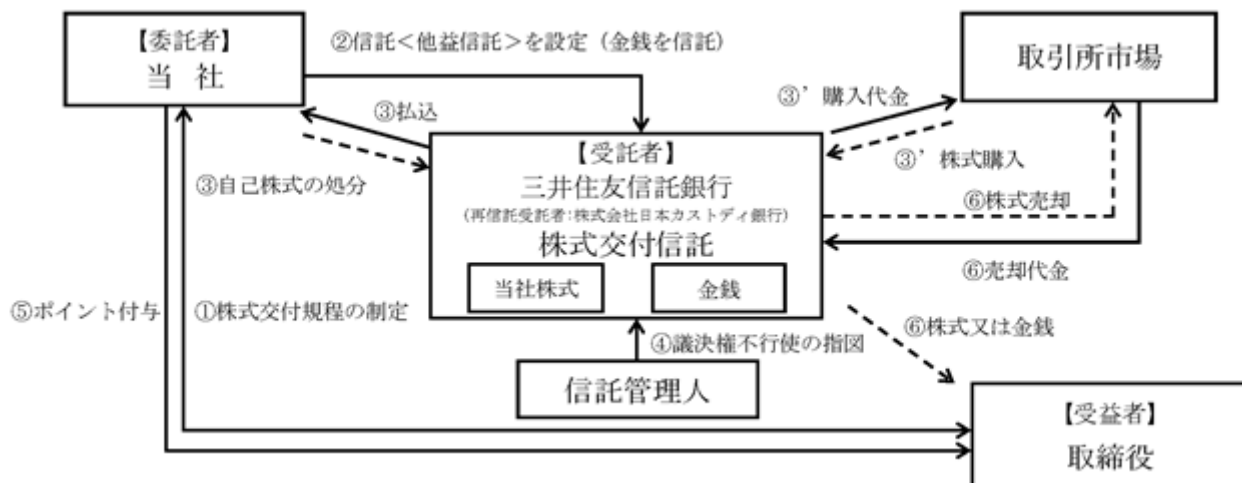 【委託者】
当 社
②信託<他益信託>を設定(金銭を信託)
取引所市場
③払込
③’購入代金
③’株式購入
③自己株式の処分
【受託者】
三井住友信託銀行
(再信託受託者:株式会社日本カストディ銀行)
株式交付信託
当社株式
金銭
⑥株式売却
⑥売却代金
⑤ポイント付与
①株式交付規程の制定
④議決権不行使の指図
⑥株式又は金銭
信託管理人
【受益者】
取締役